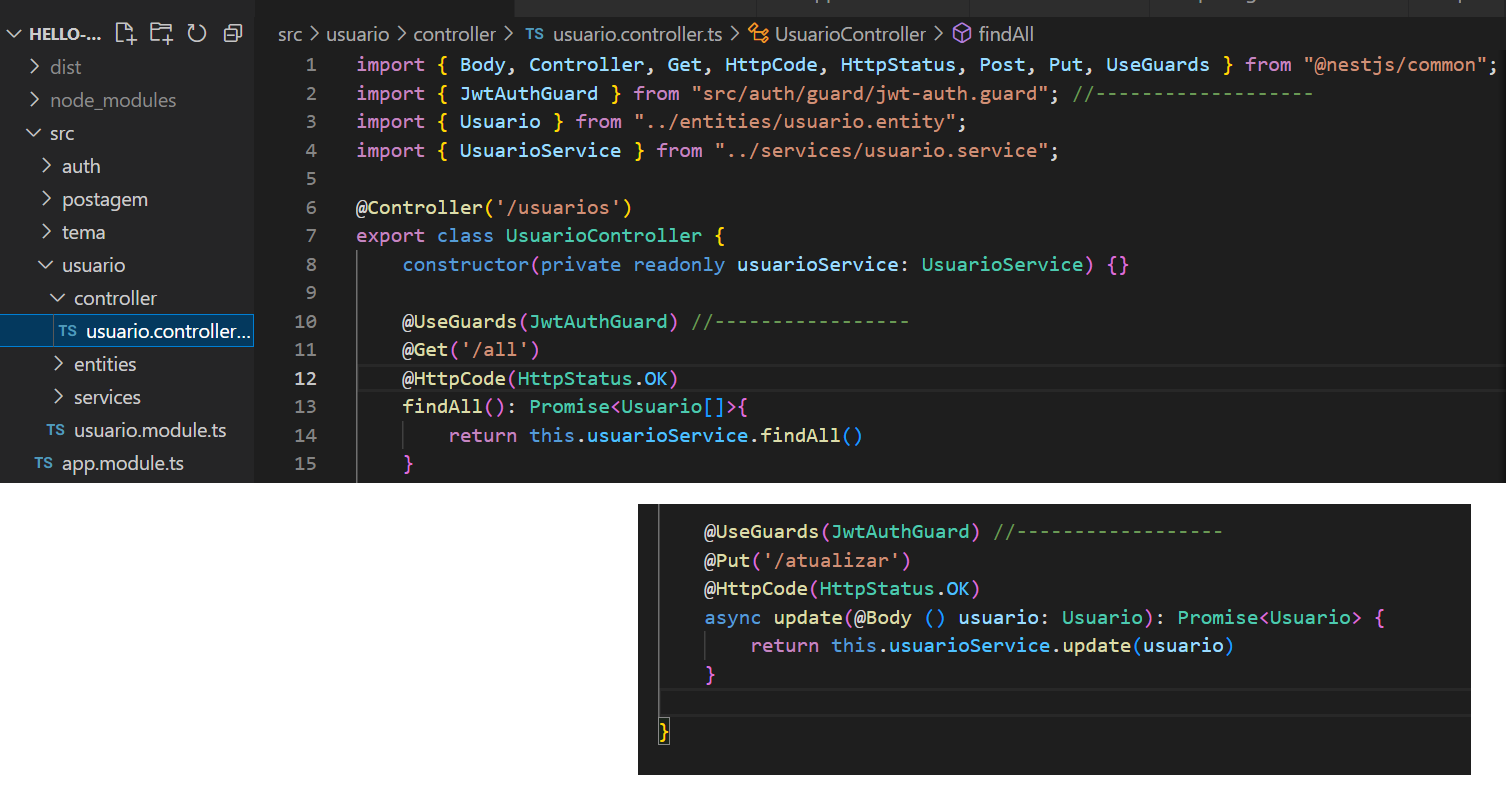 HELLO-...
dist
node_modules
src
auth
postagem
tema
usuario
controller
TS usuario.controller...
entities
services
TS usuario.module.ts
TS app.module.ts
src > usuario > controller > TS usuario.controller.ts > UsuarioController > findAll
1 import { Body, Controller, Get, HttpCode, HttpStatus, Post, Put, UseGuards } from "@nestjs/common";
2 import { JwtAuthGuard } from "src/auth/guard/jwt-auth.guard"; //-------------------
3 import { Usuario } from "../entities/usuario.entity";
4 import { UsuarioService } from "../services/usuario.service";
5
6 @Controller('/usuarios')
7 export class UsuarioController {
8 constructor(private readonly usuarioService: UsuarioService) {}
9
10 @UseGuards(JwtAuthGuard) //-----------------
11 @Get('/all')
12 @HttpCode(HttpStatus.OK)
13 findAll(): Promise<Usuario[]>{
14 return this.usuarioService.findAll()
15 }
@UseGuards(JwtAuthGuard) //------------------
@Put('/atualizar')
@HttpCode(HttpStatus.OK)
async update(@Body () usuario: Usuario): Promise<Usuario> {
return this.usuarioService.update(usuario)
}
}